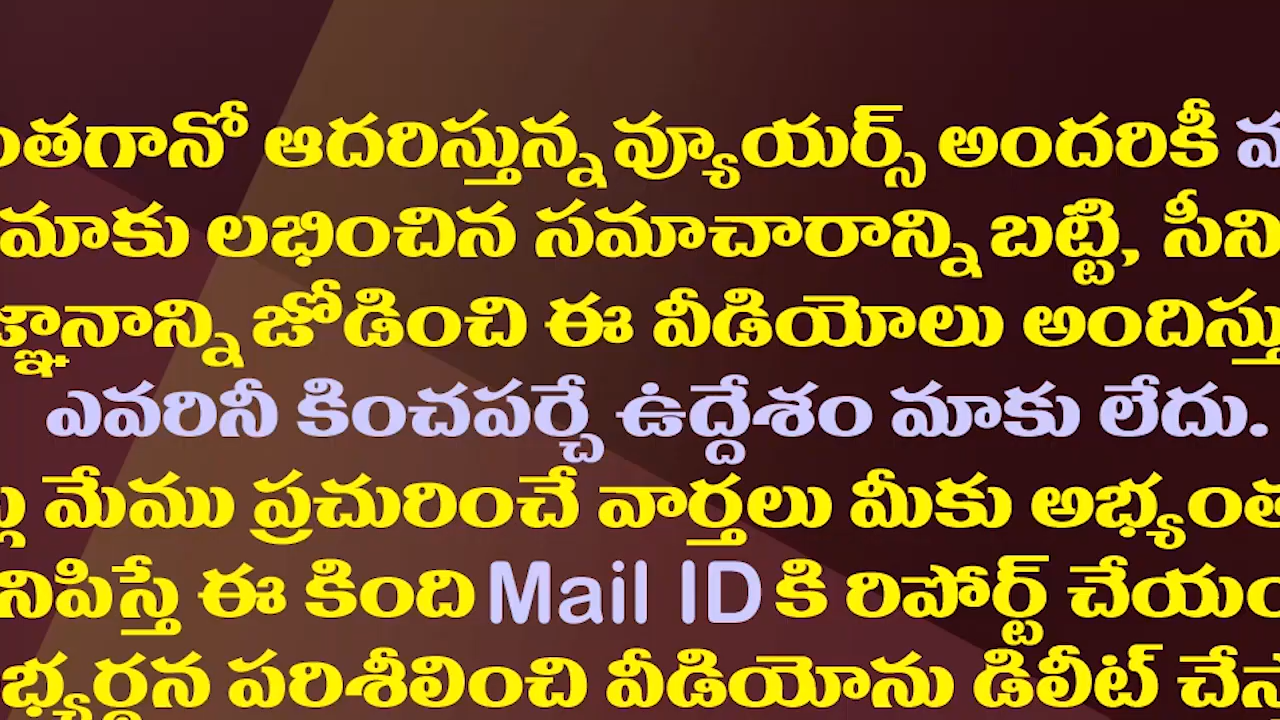 ంతగానో ఆదరిస్తున్న వ్యూయర్స్ అందరికీ
మాకు లభించిన సమాచారాన్ని బట్టి, సీని
జ్ఞానాన్ని జోడించి ఈ వీడియోలు అందిస్తు
ఎవరినీ కించపర్చే ఉద్దేశం మాకు లేదు.
మేము ప్రచురించే వార్తలు మీకు అభ్యంత
నిపిస్తే ఈ కింది Mail ID కి రిపోర్ట్ చేయం
భ్యర్థన పరిశీలించి వీడియోను డిలీట్ చేస